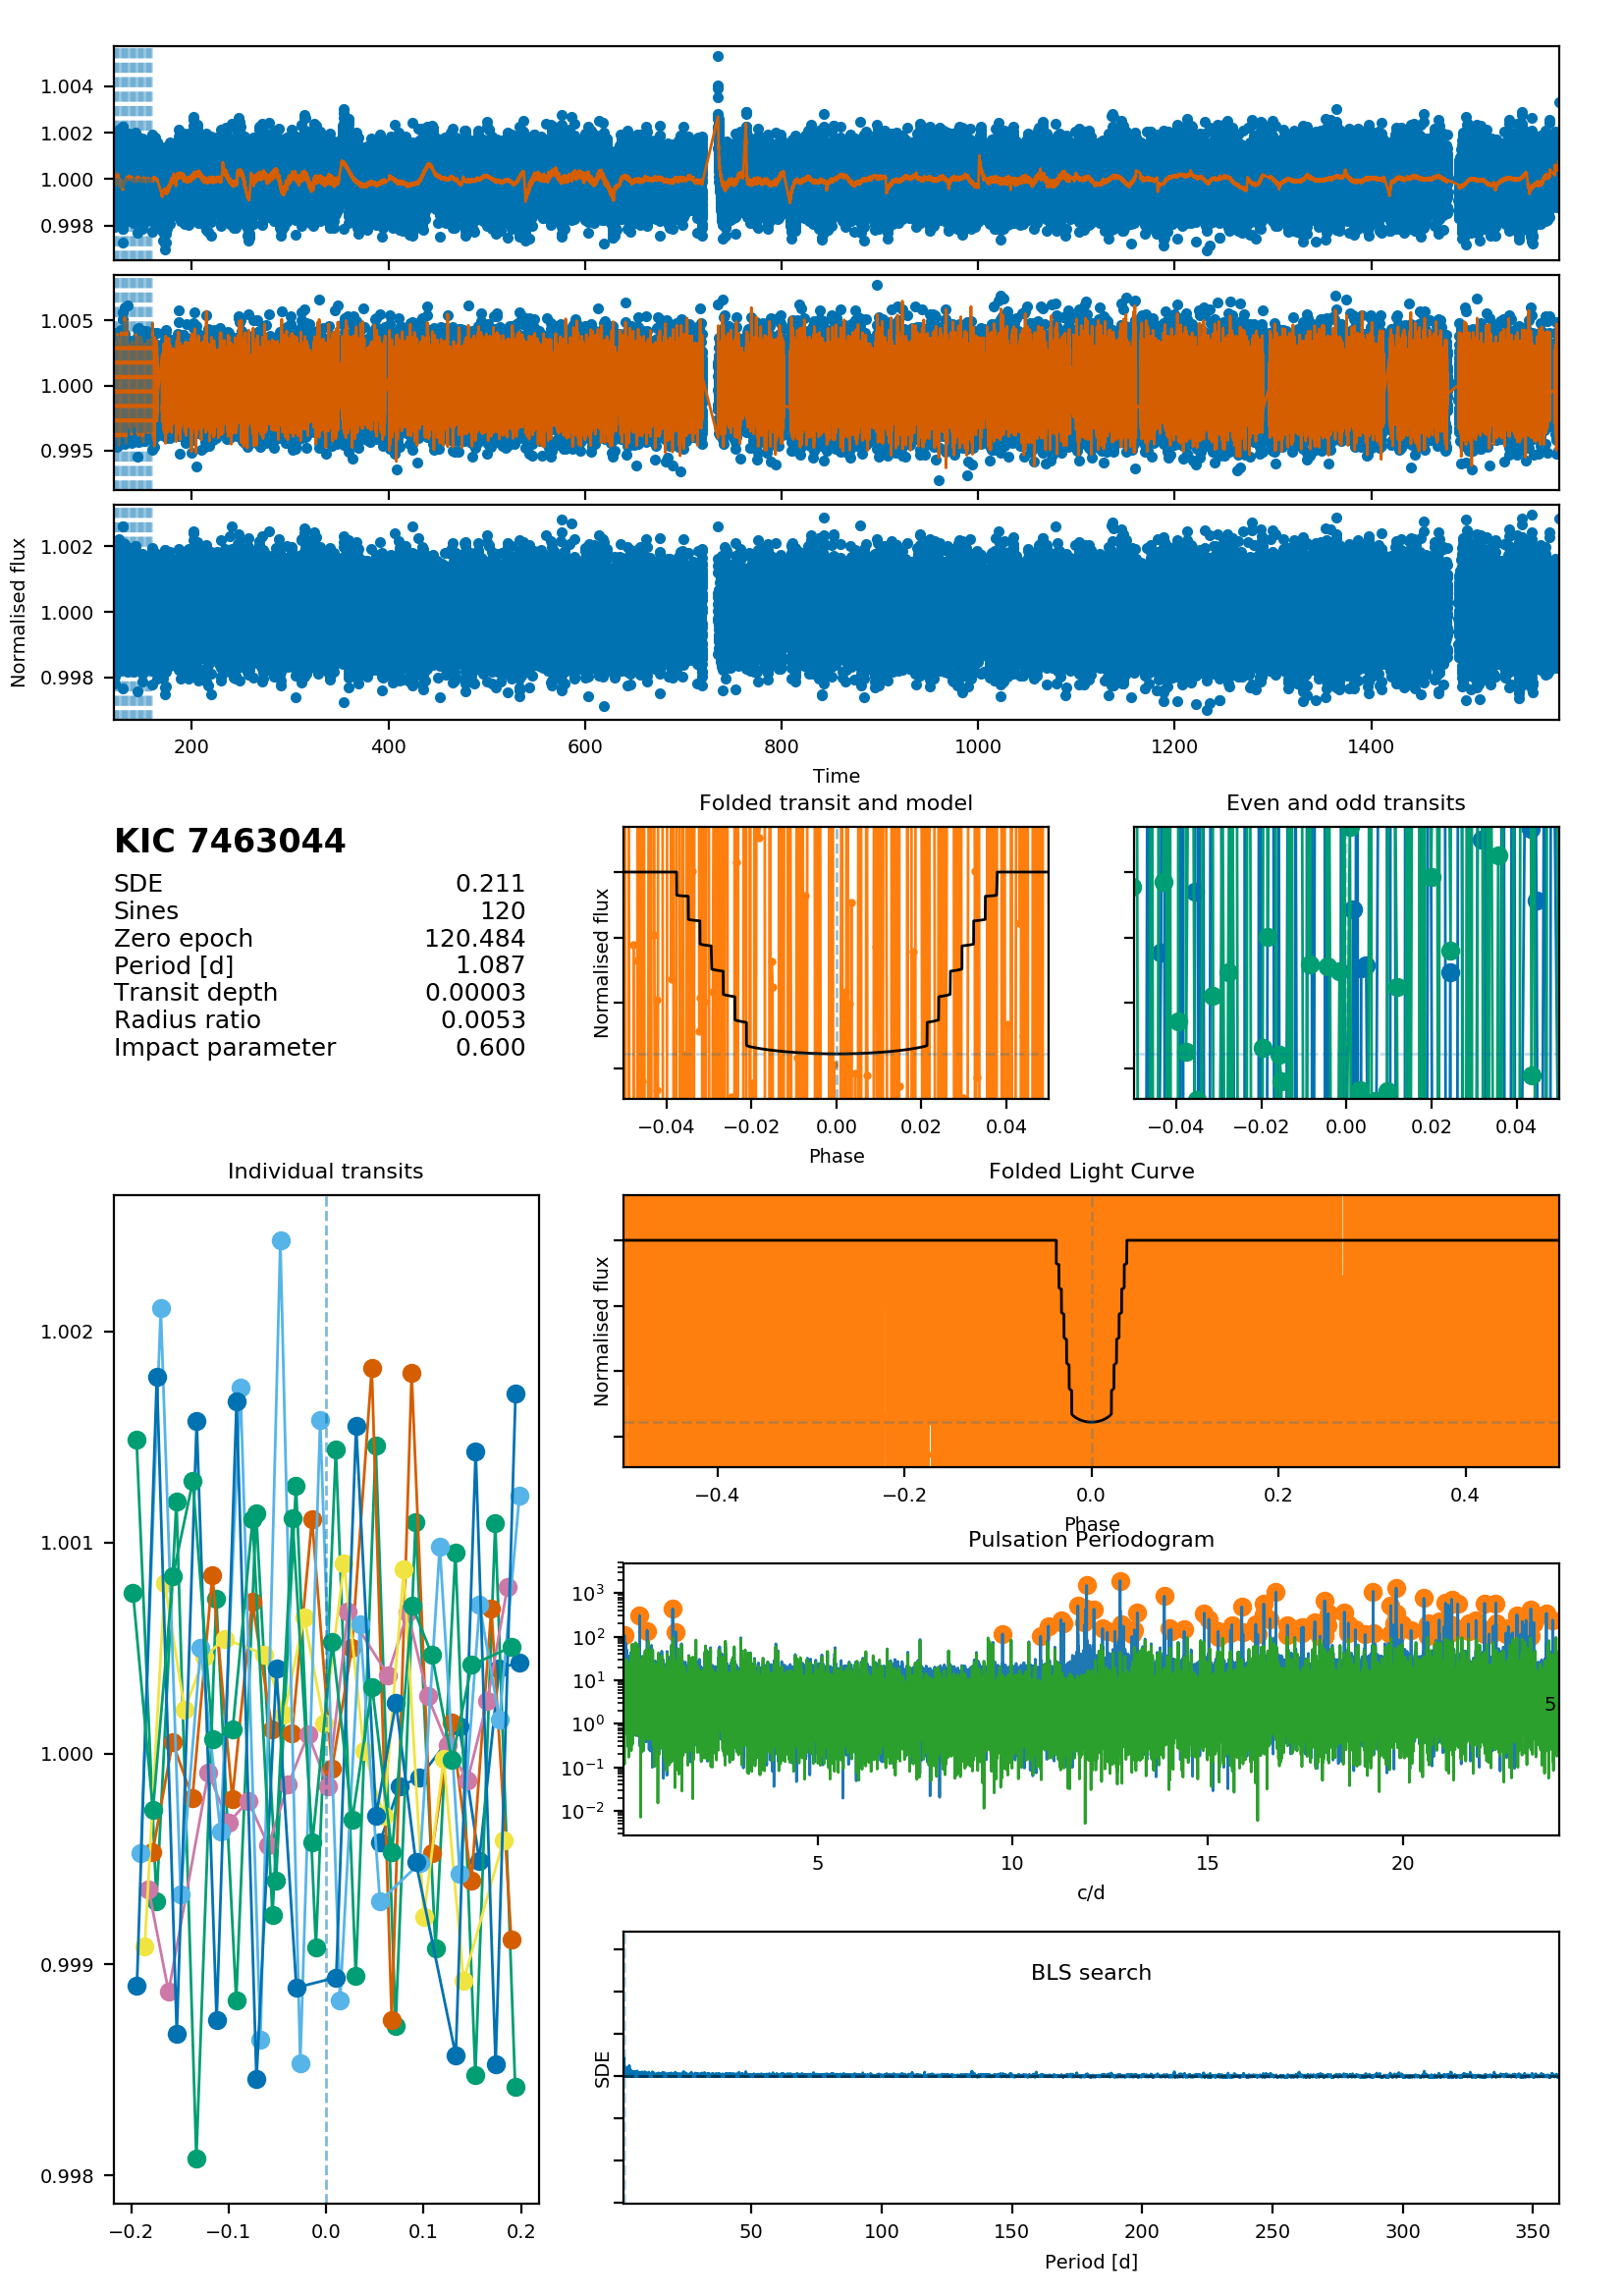 1.004
1.002
1.000
0.998
1.005
1.000
0.995
Normalised flux
1.002
1.000
0.998
200 400 600 800 1000 1200 1400
Time
KIC 7463044
SDE 0.211
Sines 120
Zero epoch 120.484
Period [d] 1.087
Transit depth 0.00003
Radius ratio 0.0053
Impact parameter 0.600
Folded transit and model
Normalised flux
−0.04 −0.02 0.00 0.02 0.04
Phase
Even and odd transits
−0.04 −0.02 0.00 0.02 0.04
Individual transits
1.002
1.001
1.000
0.999
0.998
−0.2 −0.1 0.0 0.1 0.2
Folded Light Curve
Normalised flux
−0.4 −0.2 0.0 0.2 0.4
Phase
Pulsation Periodogram
10³
10²
10¹
10⁰
10⁻¹
10⁻²
5
5 10 15 20
c/d
BLS search
SDE
50 100 150 200 250 300 350
Period [d]